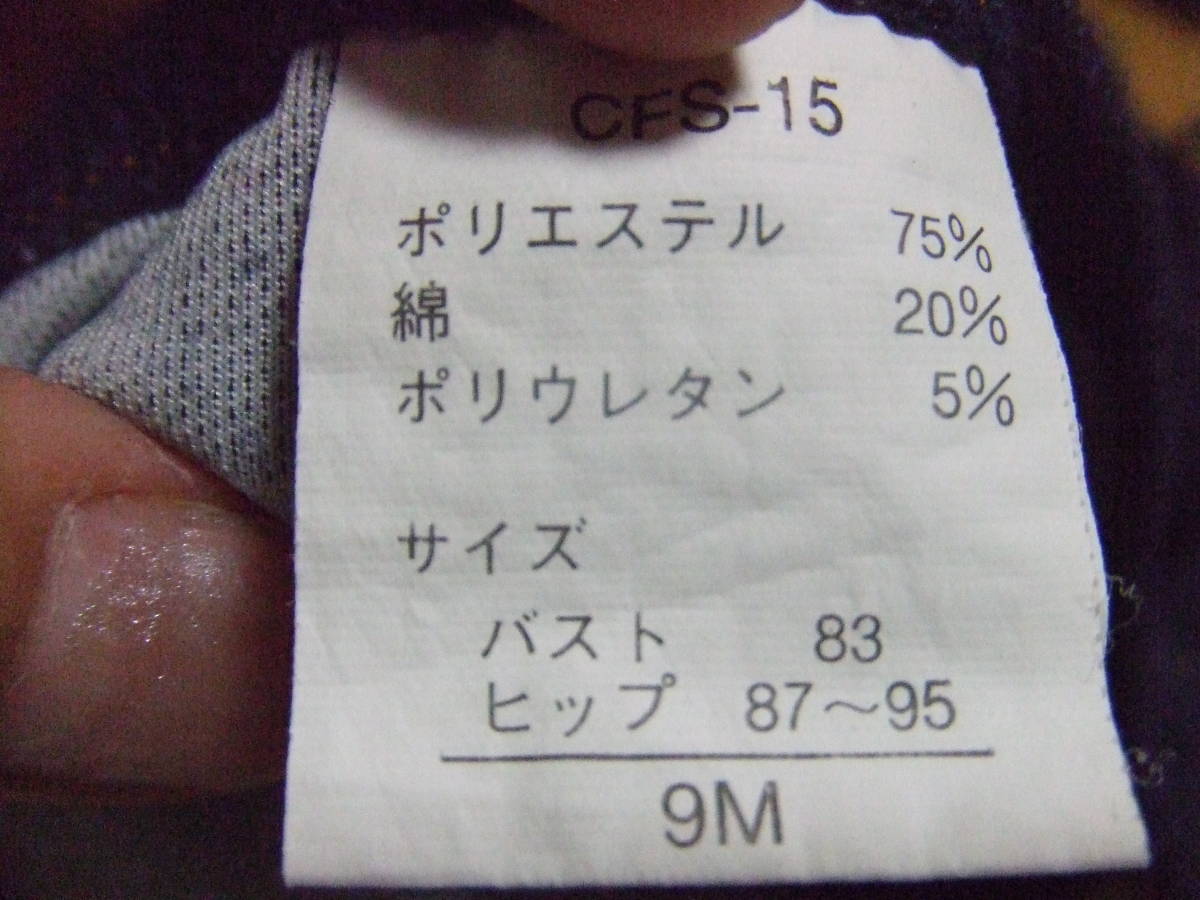 CFS-15
ポリエステル 75%
綿 20%
ポリウレタン 5%
サイズ
バスト 83
ヒップ 87〜95
9M